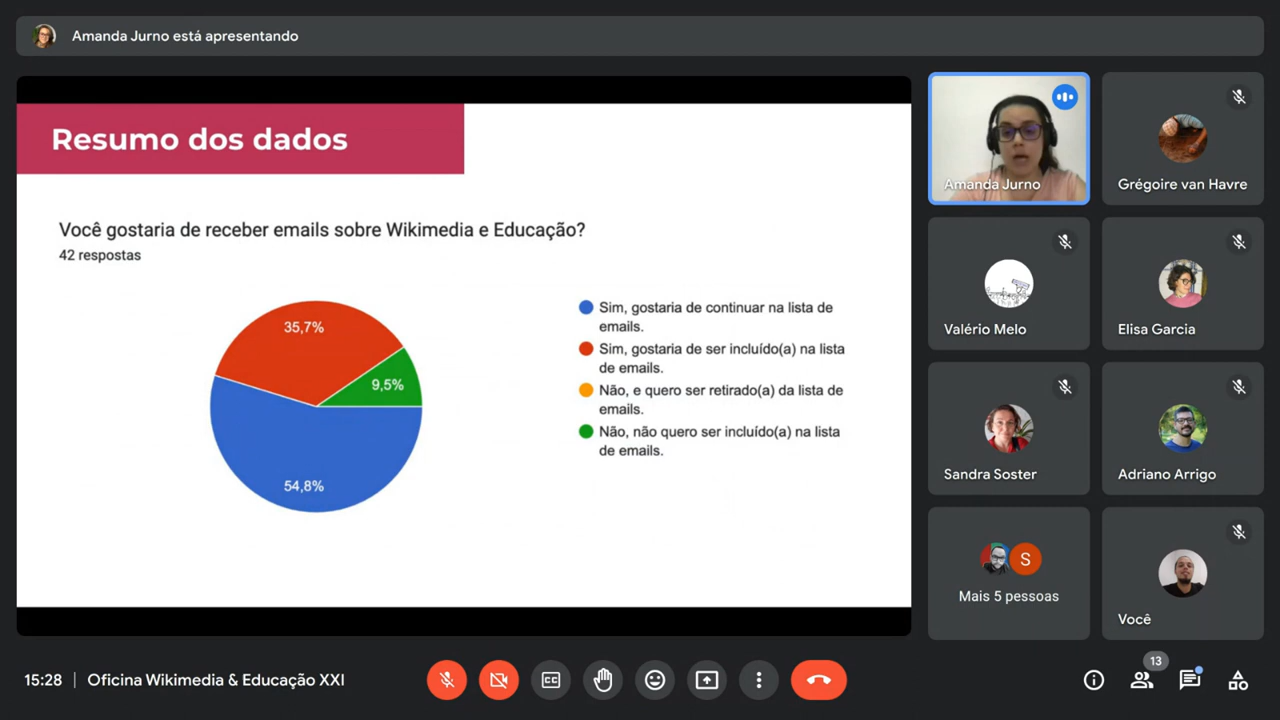 Amanda Jurno está apresentando
Resumo dos dados
Você gostaria de receber emails sobre Wikimedia e Educação?
42 respostas
35,7%
9,5%
54,8%
Sim, gostaria de continuar na lista de
emails.
Sim, gostaria de ser incluído(a) na lista
de emails.
Não, e quero ser retirado(a) da lista de
emails.
Não, não quero ser incluído(a) na lista
de emails.
Amanda Jurno
Grégoire van Havre
Valério Melo
Elisa Garcia
Sandra Soster
Adriano Arrigo
S
Mais 5 pessoas
Você
15:28 | Oficina Wikimedia & Educação XXI
CC
13